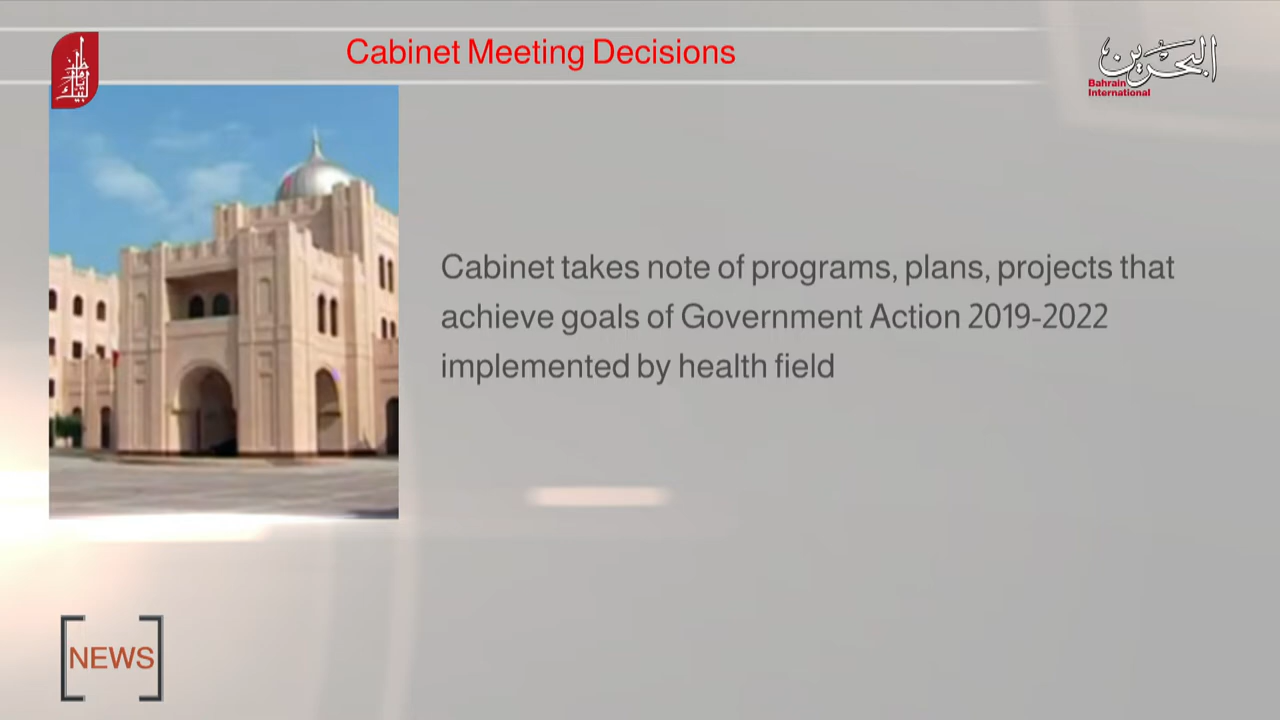 Cabinet Meeting Decisions
البحرين
Bahrain
International
Cabinet takes note of programs, plans, projects that
achieve goals of Government Action 2019-2022
implemented by health field
NEWS